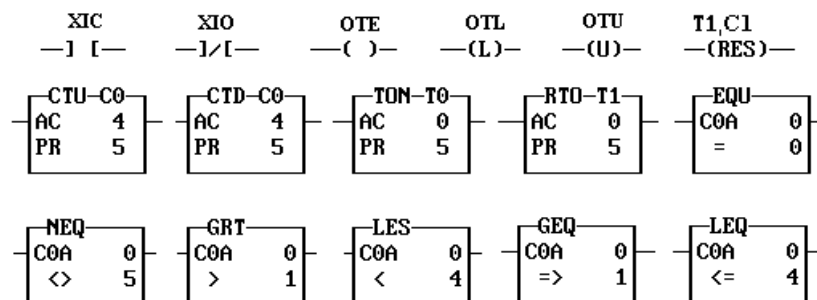 XIC XIO OTE OTL OTU T1,C1
—] [— —]/[— —( )— —(L)— —(U)— —(RES)—
CTU-C0 CTD-C0 TON-T0 RTO-T1 EQU
AC 4 AC 4 AC 0 AC 0 C0A 0
PR 5 PR 5 PR 5 PR 5 = 0
NEQ GRT LES GEQ LEQ
C0A 0 C0A 0 C0A 0 C0A 0 C0A 0
<> 5 > 1 < 4 => 1 <= 4